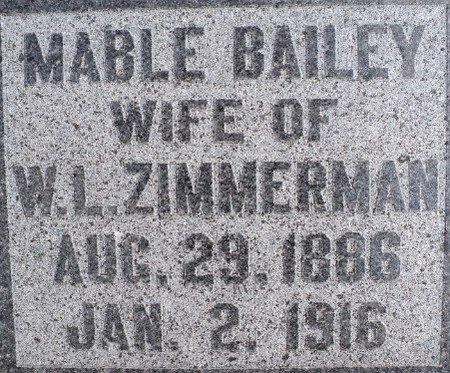 MABLE BAILEY
WIFE OF
W.L.ZIMMERMAN
AUG. 29. 1886
JAN. 2. 1916